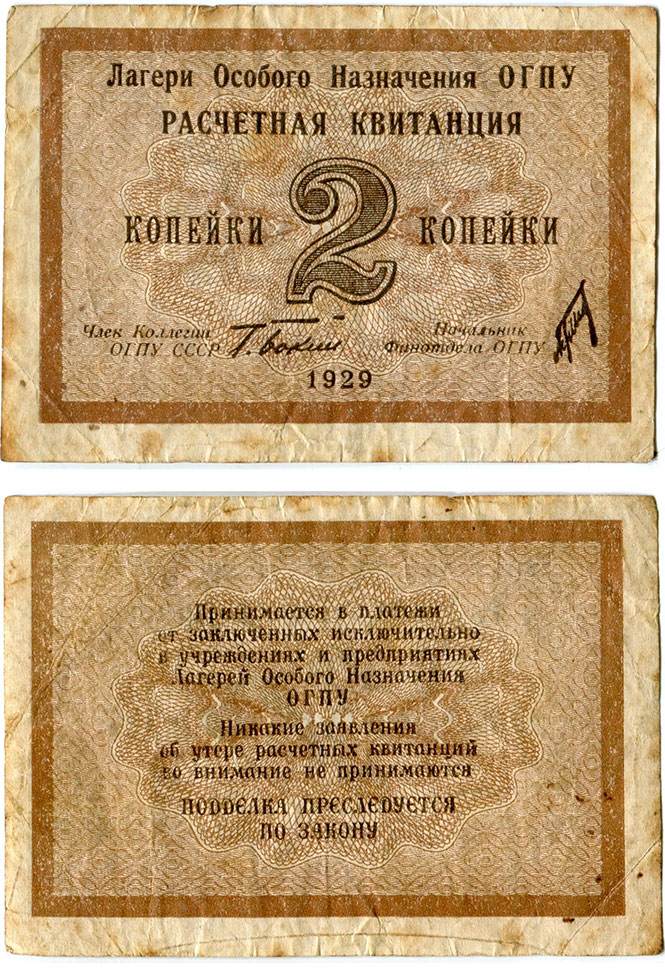 Лагери Особого Назначения ОГПУ
РАСЧЕТНАЯ КВИТАНЦИЯ
КОПЕЙКИ 2 КОПЕЙКИ
Член Коллегии
ОГПУ СССР Г. Бокий
Начальник
Финотдела ОГПУ
1929
Принимается в платежи
от заключенных исключительно
в учреждениях и предприятиях
Лагерей Особого Назначения
ОГПУ
Никакие заявления
об утере расчетных квитанций
во внимание не принимаются
ПОДДЕЛКА ПРЕСЛЕДУЕТСЯ
ПО ЗАКОНУ